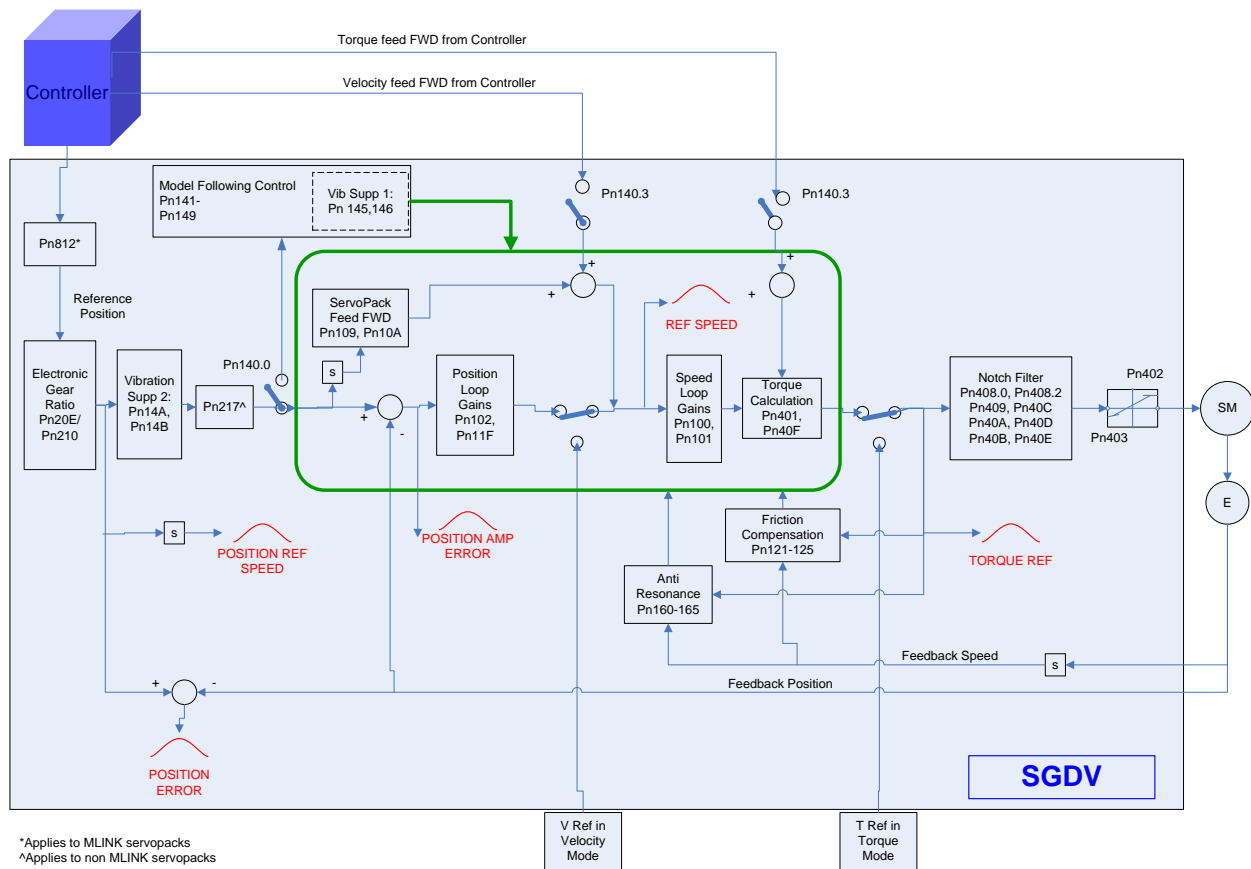 Torque feed FWD from Controller
Velocity feed FWD from Controller
Controller
Model Following Control
Pn141-
Pn149
Vib Supp 1:
Pn 145,146
Pn140.3
Pn140.3
Pn812*
+
+
Reference
Position
ServoPack
Feed FWD
Pn109, Pn10A
+
+
REF SPEED
Electronic
Gear
Ratio
Pn20E/
Pn210
Vibration
Supp 2:
Pn14A,
Pn14B
Pn217^
Pn140.0
s
+
-
Position
Loop
Gains
Pn102,
Pn11F
Speed
Loop
Gains
Pn100,
Pn101
Torque
Calculation
Pn401,
Pn40F
Notch Filter
Pn408.0, Pn408.2
Pn409, Pn40C
Pn40A, Pn40D
Pn40B, Pn40E
Pn402
Pn403
SM
E
s
POSITION REF
SPEED
POSITION AMP
ERROR
Friction
Compensation
Pn121-125
TORQUE REF
Anti
Resonance
Pn160-165
Feedback Speed
s
Feedback Position
+
-
POSITION
ERROR
SGDV
V Ref in
Velocity
Mode
T Ref in
Torque
Mode
*Applies to MLINK servopacks
^Applies to non MLINK servopacks